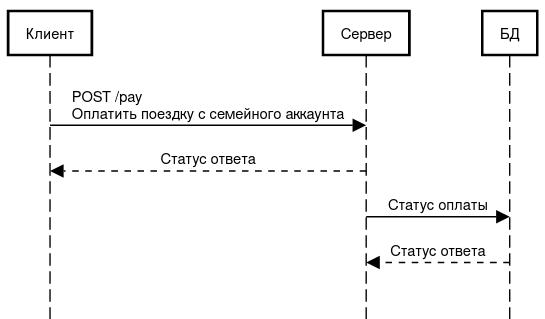 Клиент
Сервер
БД
POST /pay
Оплатить поездку с семейного аккаунта
Статус ответа
Статус оплаты
Статус ответа